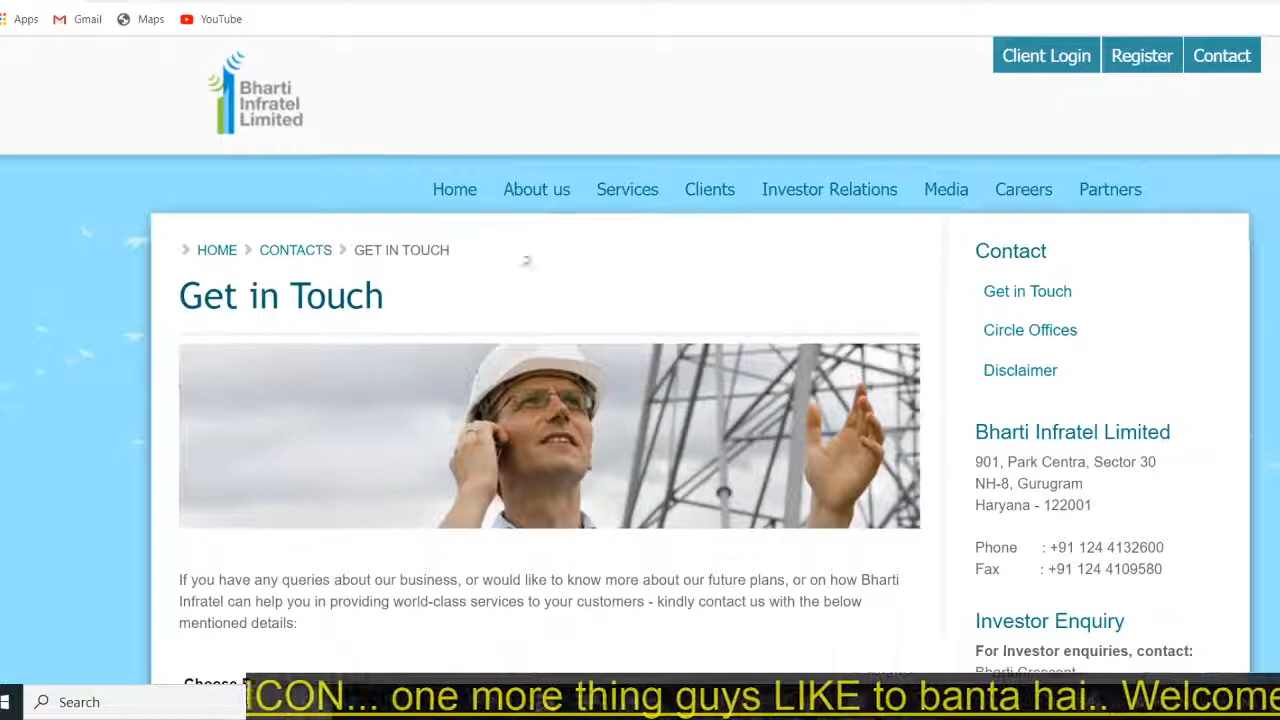 Apps Gmail Maps YouTube
Client Login Register Contact
Bharti
Infratel
Limited
Home About us Services Clients Investor Relations Media Careers Partners
HOME CONTACTS GET IN TOUCH
Get in Touch
If you have any queries about our business, or would like to know more about our future plans, or on how Bharti
Infratel can help you in providing world-class services to your customers - kindly contact us with the below
mentioned details:
Contact
Get in Touch
Circle Offices
Disclaimer
Bharti Infratel Limited
901, Park Centra, Sector 30
NH-8, Gurugram
Haryana - 122001
Phone : +91 124 4132600
Fax : +91 124 4109580
Investor Enquiry
For Investor enquiries, contact:
Bharti Crescent
Choose
Search
ICON... one more thing guys LIKE to banta hai.. Welcome